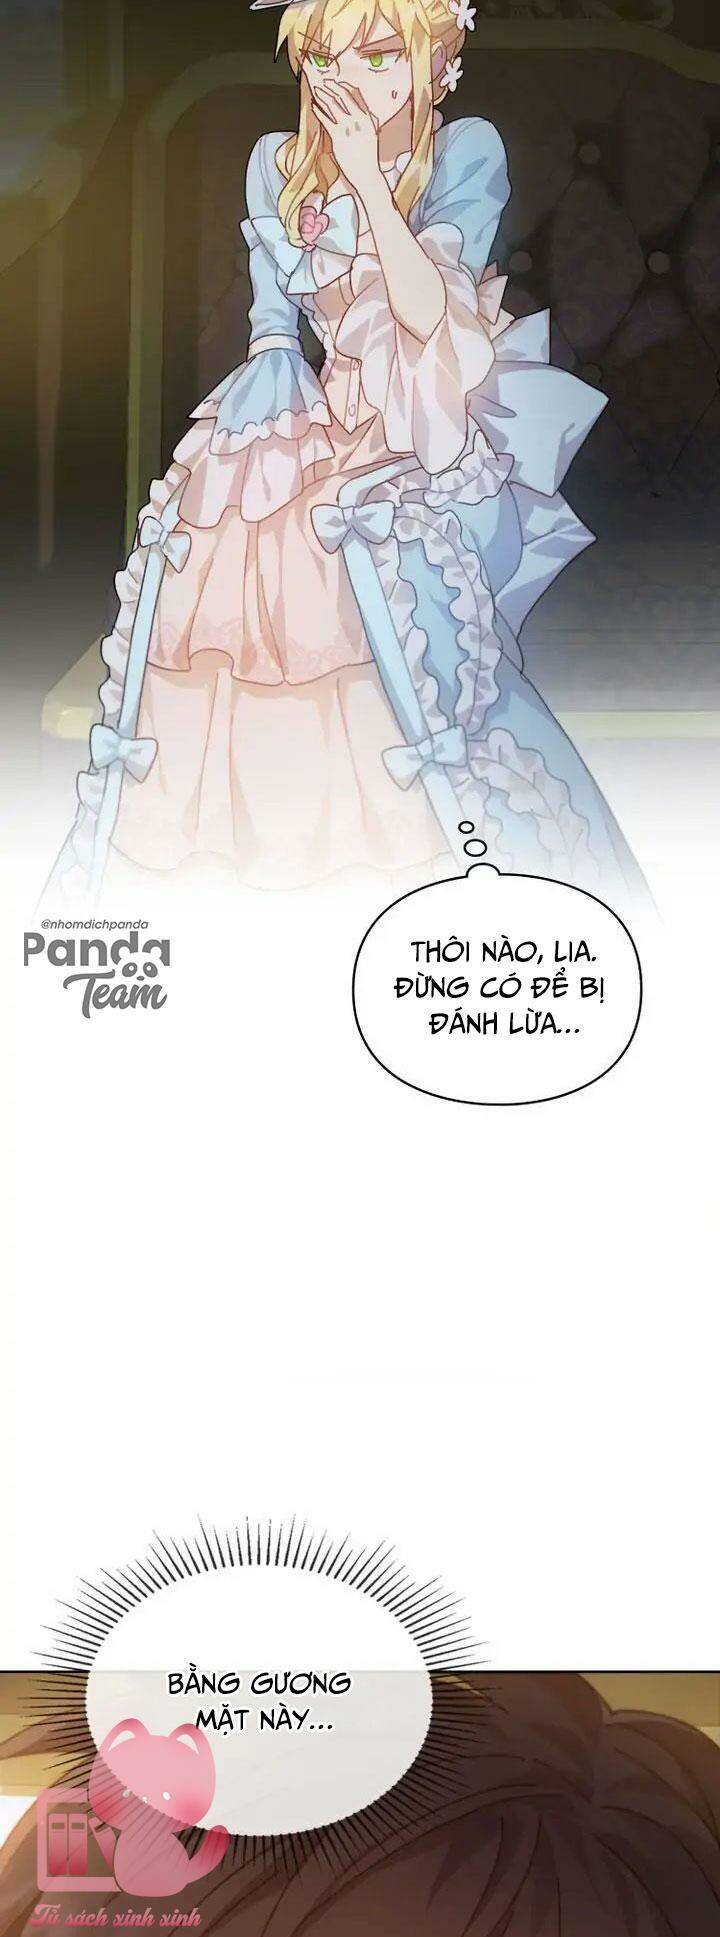 @nhomdichpanda
Panda
Team
THÔI NÀO, LIA.
ĐỪNG CÓ ĐỂ BỊ
ĐÁNH LỪA...
BẰNG GƯƠNG
MẶT NÀY...
Tủ sách xinh xinh